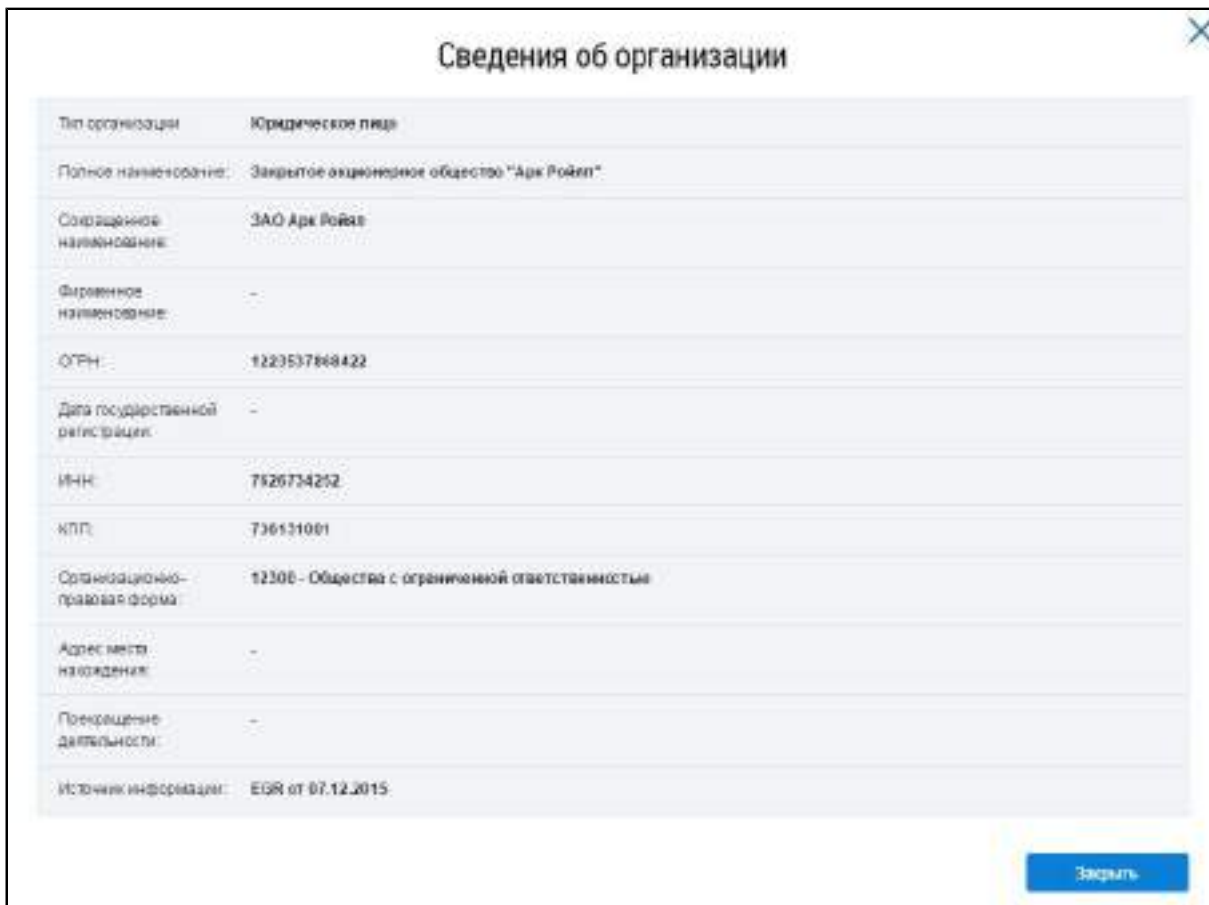 Сведения об организации
Тип организации Юридическое лицо
Полное наименование: Закрытое акционерное общество "Арк Ройял"
Сокращенное ЗАО Арк Ройял
наименование:
Фирменное -
наименование:
ОГРН: 1223537868422
Дата государственной -
регистрации:
ИНН: 7626734252
КПП: 736131001
Организационно- 12300 - Общества с ограниченной ответственностью
правовая форма:
Адрес места -
нахождения:
Прекращение -
деятельности:
Источник информации: EGR от 07.12.2015
Закрыть